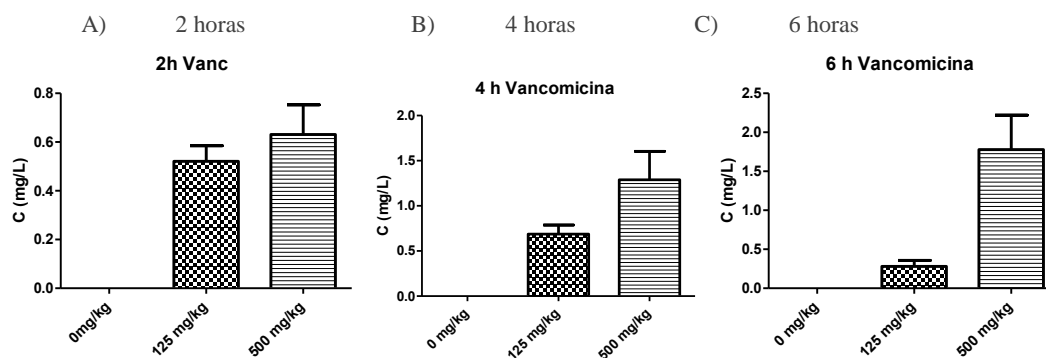 A) 2 horas B) 4 horas C) 6 horas
2h Vanc
C (mg/L)
0.8
0.6
0.4
0.2
0.0
0mg/kg
125 mg/kg
500 mg/kg
4 h Vancomicina
C (mg/L)
2.0
1.5
1.0
0.5
0.0
0 mg/kg
125 mg/kg
500 mg/kg
6 h Vancomicina
C (mg/L)
2.5
2.0
1.5
1.0
0.5
0.0
0 mg/kg
125 mg/kg
500 mg/kg